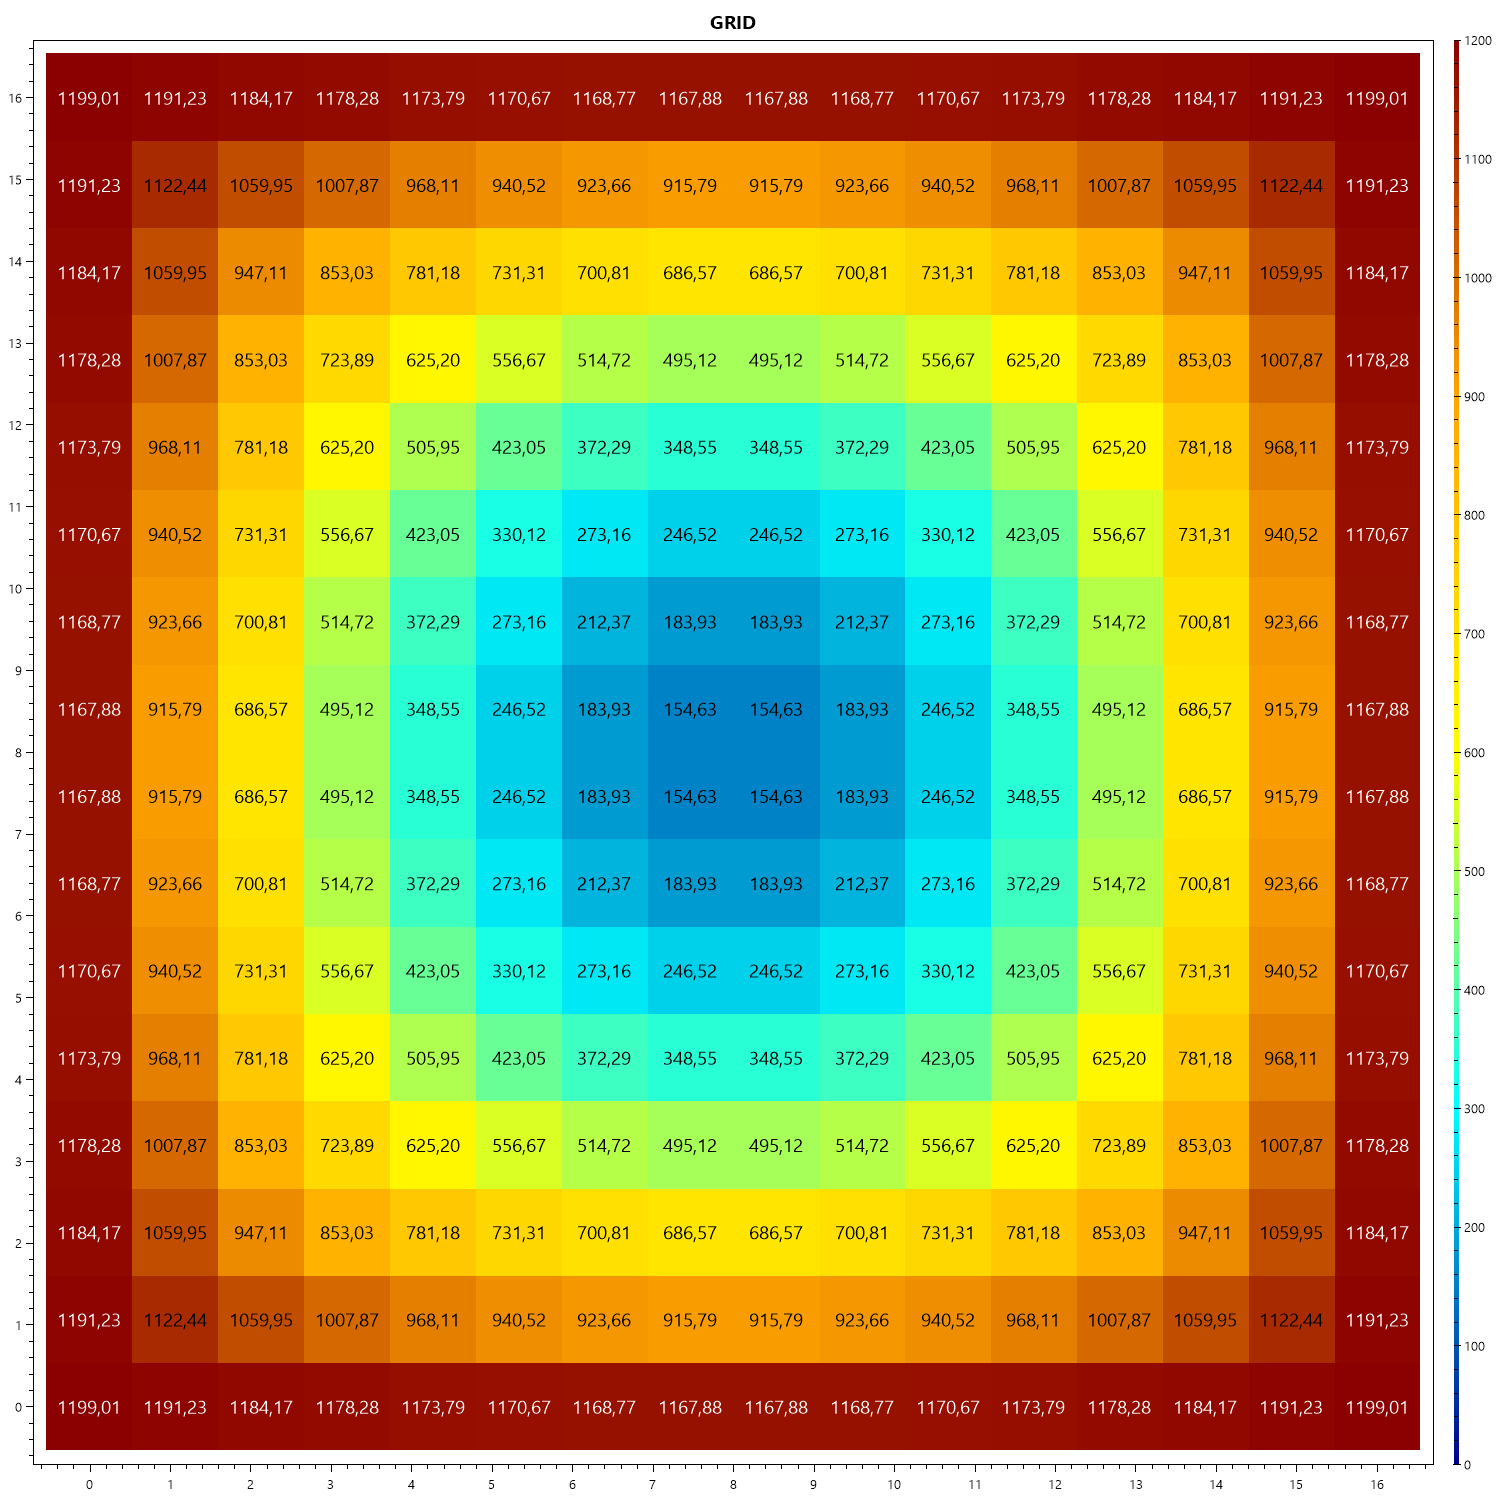 GRID
1200
16 1199,01 1191,23 1184,17 1178,28 1173,79 1170,67 1168,77 1167,88 1167,88 1168,77 1170,67 1173,79 1178,28 1184,17 1191,23 1199,01
1100
15 1191,23 1122,44 1059,95 1007,87 968,11 940,52 923,66 915,79 915,79 923,66 940,52 968,11 1007,87 1059,95 1122,44 1191,23
14 1184,17 1059,95 947,11 853,03 781,18 731,31 700,81 686,57 686,57 700,81 731,31 781,18 853,03 947,11 1059,95 1184,17
1000
13 1178,28 1007,87 853,03 723,89 625,20 556,67 514,72 495,12 495,12 514,72 556,67 625,20 723,89 853,03 1007,87 1178,28
900
12 1173,79 968,11 781,18 625,20 505,95 423,05 372,29 348,55 348,55 372,29 423,05 505,95 625,20 781,18 968,11 1173,79
11
800
1170,67 940,52 731,31 556,67 423,05 330,12 273,16 246,52 246,52 273,16 330,12 423,05 556,67 731,31 940,52 1170,67
10
1168,77 923,66 700,81 514,72 372,29 273,16 212,37 183,93 183,93 212,37 273,16 372,29 514,72 700,81 923,66 1168,77
700
9
1167,88 915,79 686,57 495,12 348,55 246,52 183,93 154,63 154,63 183,93 246,52 348,55 495,12 686,57 915,79 1167,88
8
600
1167,88 915,79 686,57 495,12 348,55 246,52 183,93 154,63 154,63 183,93 246,52 348,55 495,12 686,57 915,79 1167,88
7
500
1168,77 923,66 700,81 514,72 372,29 273,16 212,37 183,93 183,93 212,37 273,16 372,29 514,72 700,81 923,66 1168,77
6
1170,67 940,52 731,31 556,67 423,05 330,12 273,16 246,52 246,52 273,16 330,12 423,05 556,67 731,31 940,52 1170,67
400
5
1173,79 968,11 781,18 625,20 505,95 423,05 372,29 348,55 348,55 372,29 423,05 505,95 625,20 781,18 968,11 1173,79
4
300
1178,28 1007,87 853,03 723,89 625,20 556,67 514,72 495,12 495,12 514,72 556,67 625,20 723,89 853,03 1007,87 1178,28
3
200
1184,17 1059,95 947,11 853,03 781,18 731,31 700,81 686,57 686,57 700,81 731,31 781,18 853,03 947,11 1059,95 1184,17
2
1 1191,23 1122,44 1059,95 1007,87 968,11 940,52 923,66 915,79 915,79 923,66 940,52 968,11 1007,87 1059,95 1122,44 1191,23
100
0 1199,01 1191,23 1184,17 1178,28 1173,79 1170,67 1168,77 1167,88 1167,88 1168,77 1170,67 1173,79 1178,28 1184,17 1191,23 1199,01
0
0 1 2 3 4 5 6 7 8 9 10 11 12 13 14 15 16